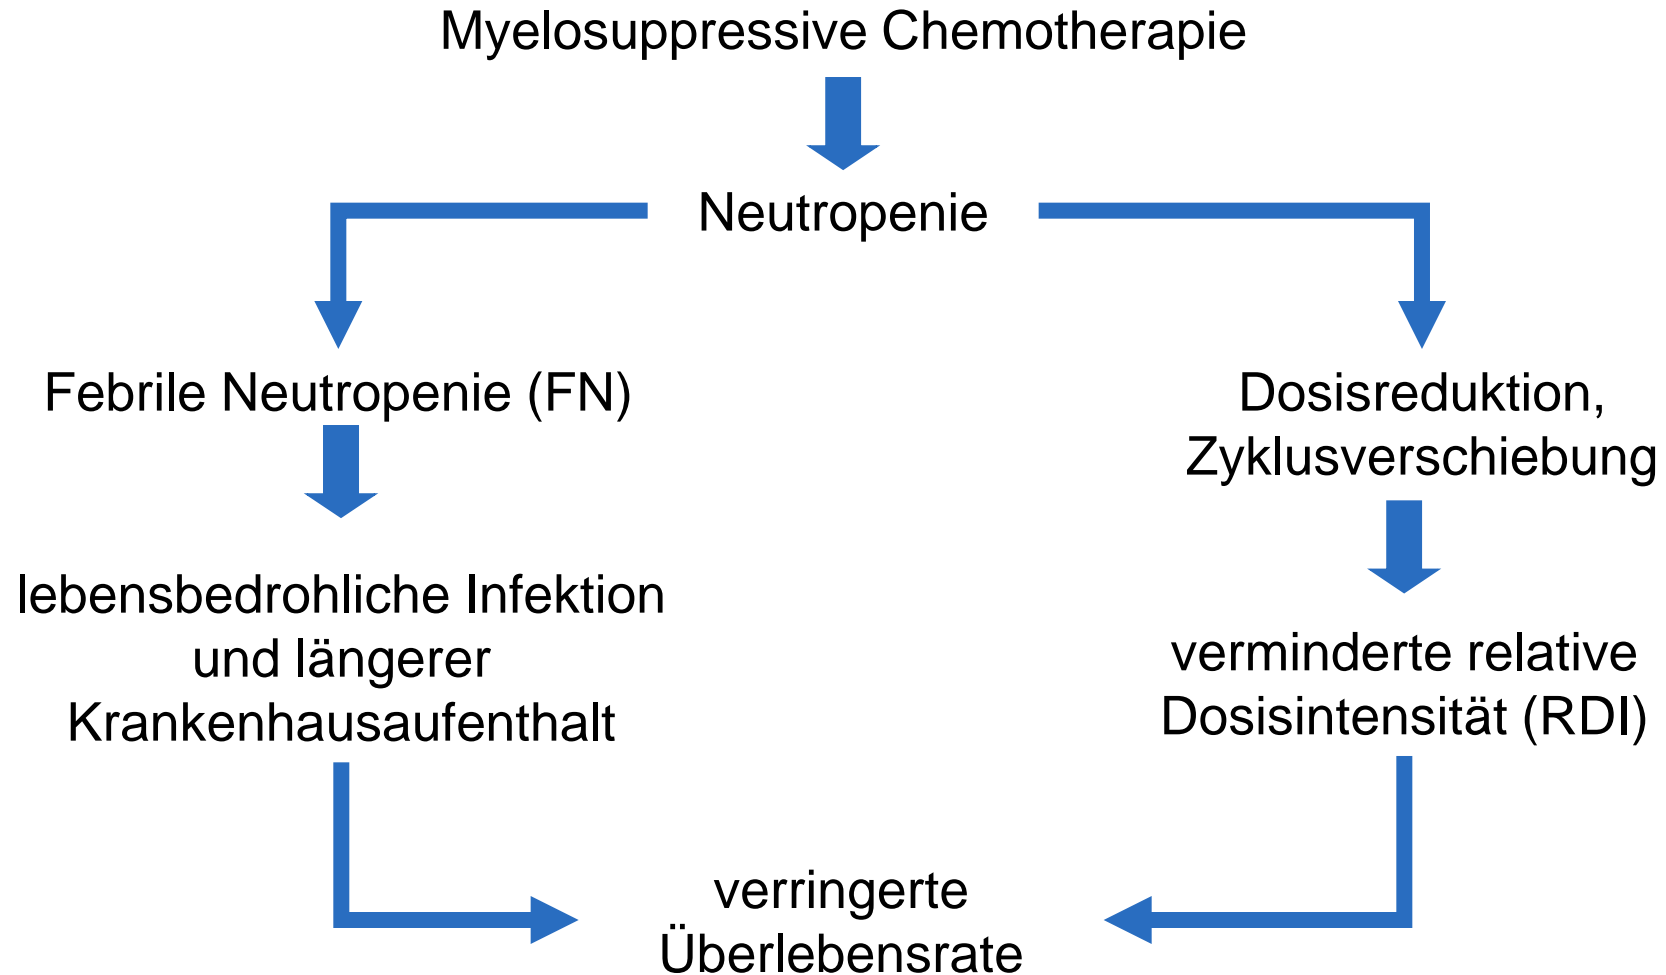 Myelosuppressive Chemotherapie
Neutropenie
Febrile Neutropenie (FN)
lebensbedrohliche Infektion
und längerer
Krankenhausaufenthalt
Dosisreduktion,
Zyklusverschiebung
verminderte relative
Dosisintensität (RDI)
verringerte
Überlebensrate